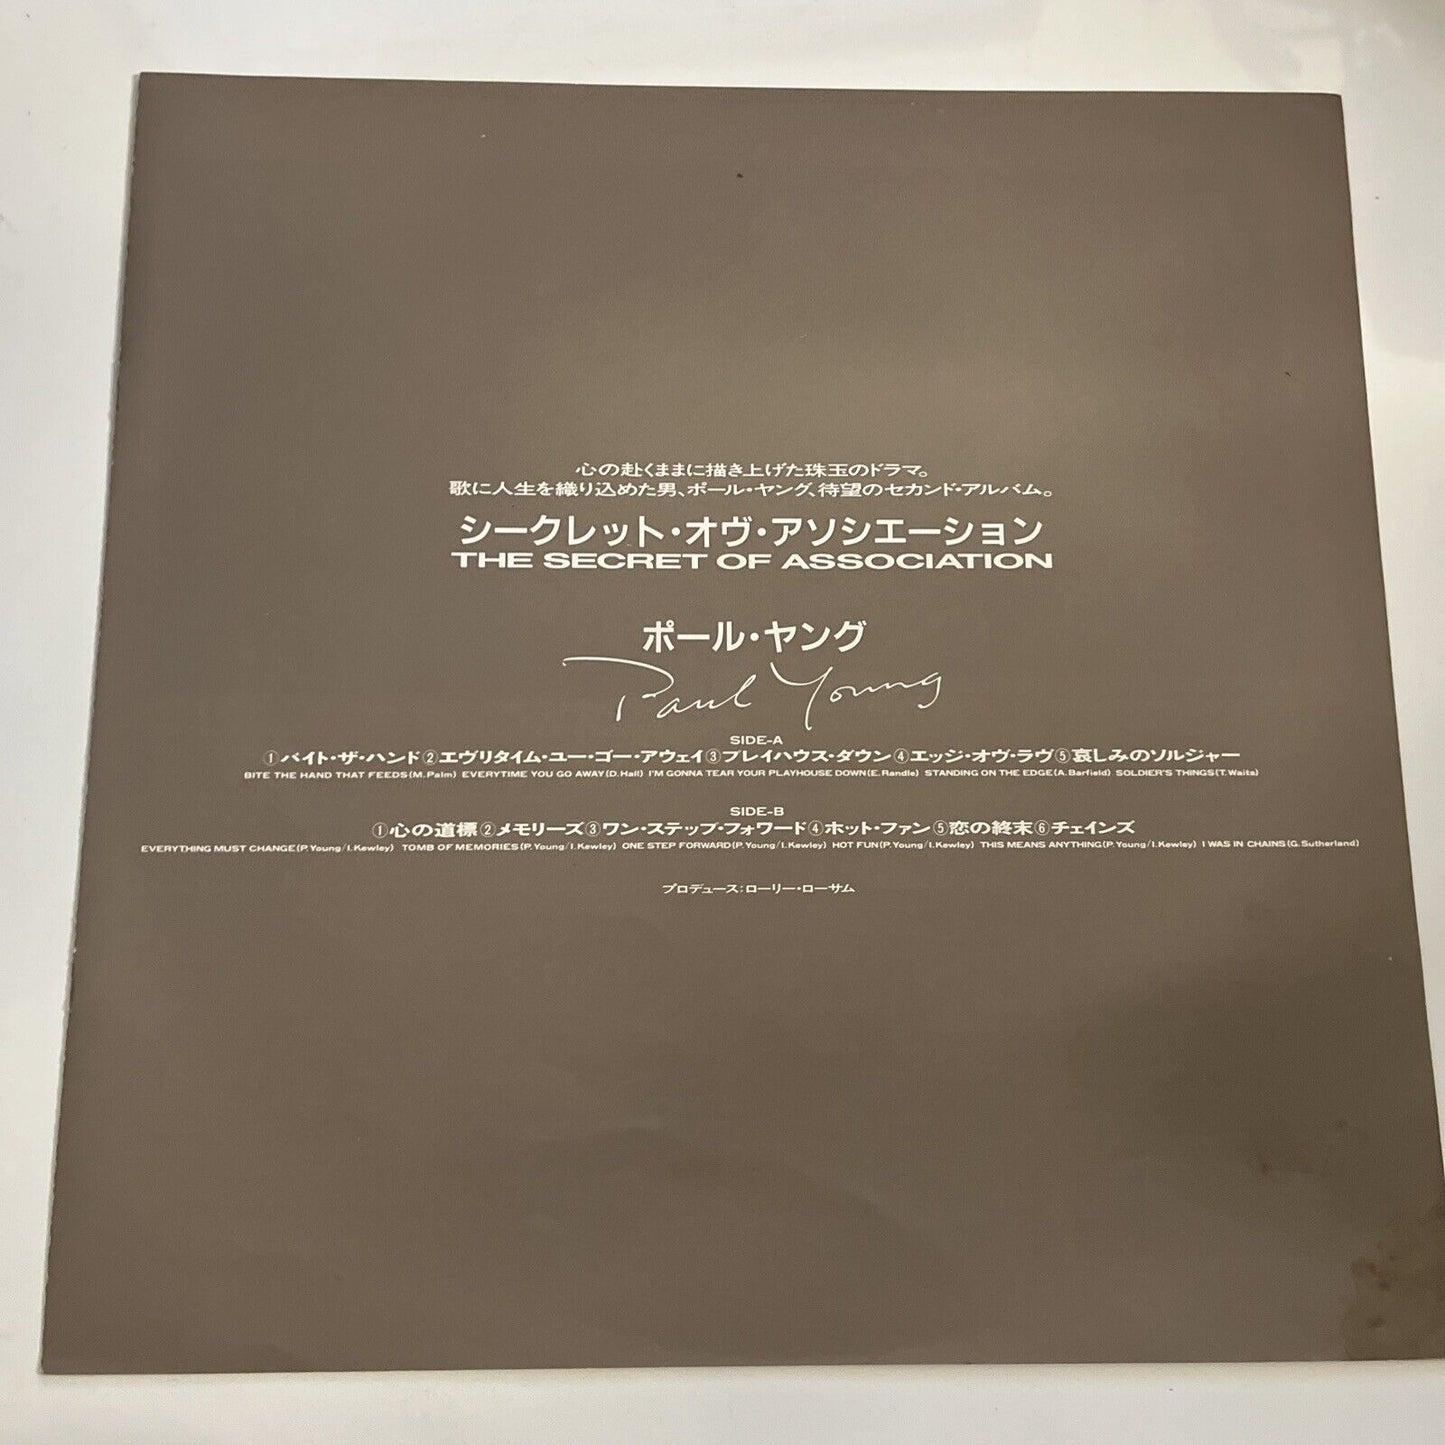 心の赴くままに描き上げた珠玉のドラマ。
歌に人生を織り込めた男、ポール・ヤング、待望のセカンド・アルバム。
シークレット・オヴ・アソシエーション
THE SECRET OF ASSOCIATION
ポール・ヤング
Paul Young
SIDE-A
①バイト・ザ・ハンド②エヴリタイム・ユー・ゴー・アウェイ③プレイハウス・ダウン④エッジ・オヴ・ラヴ⑤哀しみのソルジャー
BITE THE HAND THAT FEEDS(M. Palm) EVERYTIME YOU GO AWAY(D. Hall) I'M GONNA TEAR YOUR PLAYHOUSE DOWN(E. Randle) STANDING ON THE EDGE(A. Barfield) SOLDIER'S THINGS(T. Waits)
SIDE-B
①心の道標②メモリーズ③ワン・ステップ・フォワード④ホット・ファン⑤恋の終末⑥チェインズ
EVERYTHING MUST CHANGE(P. Young/I. Kewley) TOMB OF MEMORIES(P. Young/I. Kewley) ONE STEP FORWARD(P. Young/I. Kewley) HOT FUN(P. Young/I. Kewley) THIS MEANS ANYTHING(P. Young/I. Kewley) I WAS IN CHAINS(G. Sutherland)
プロデュース:ローリー・ローサム